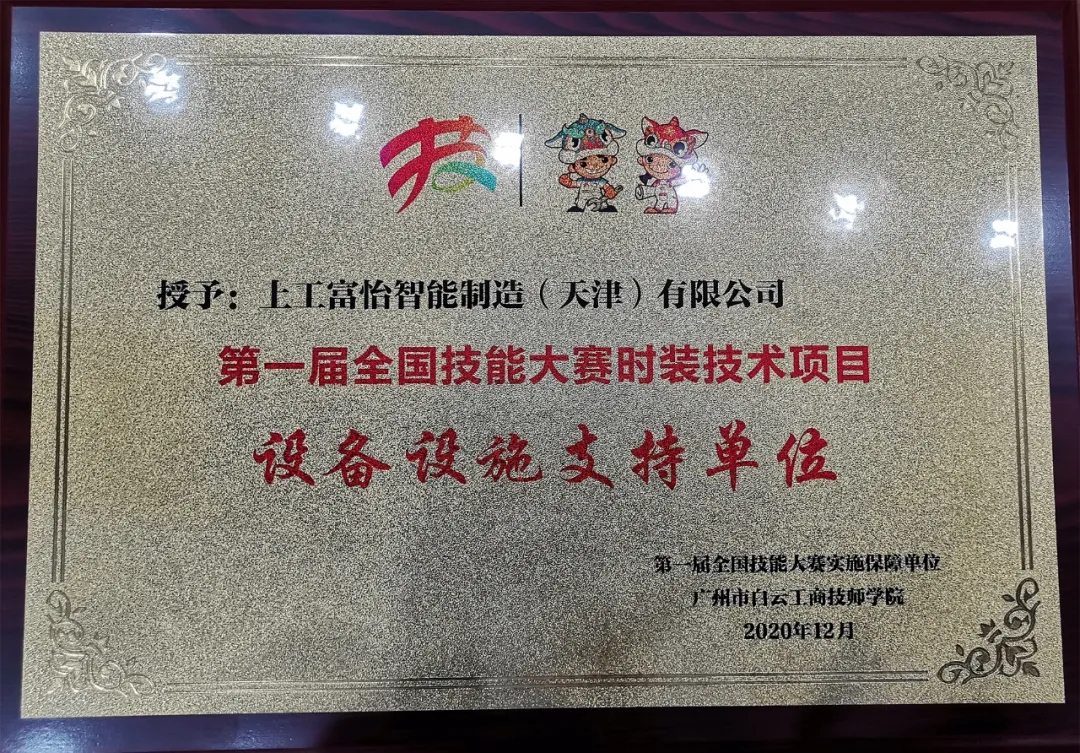 授予：上工富怡智能制造（天津）有限公司
第一届全国技能大赛时装技术项目
设备设施支持单位
第一届全国技能大赛实施保障单位
广州市白云工商技师学院
2020年12月